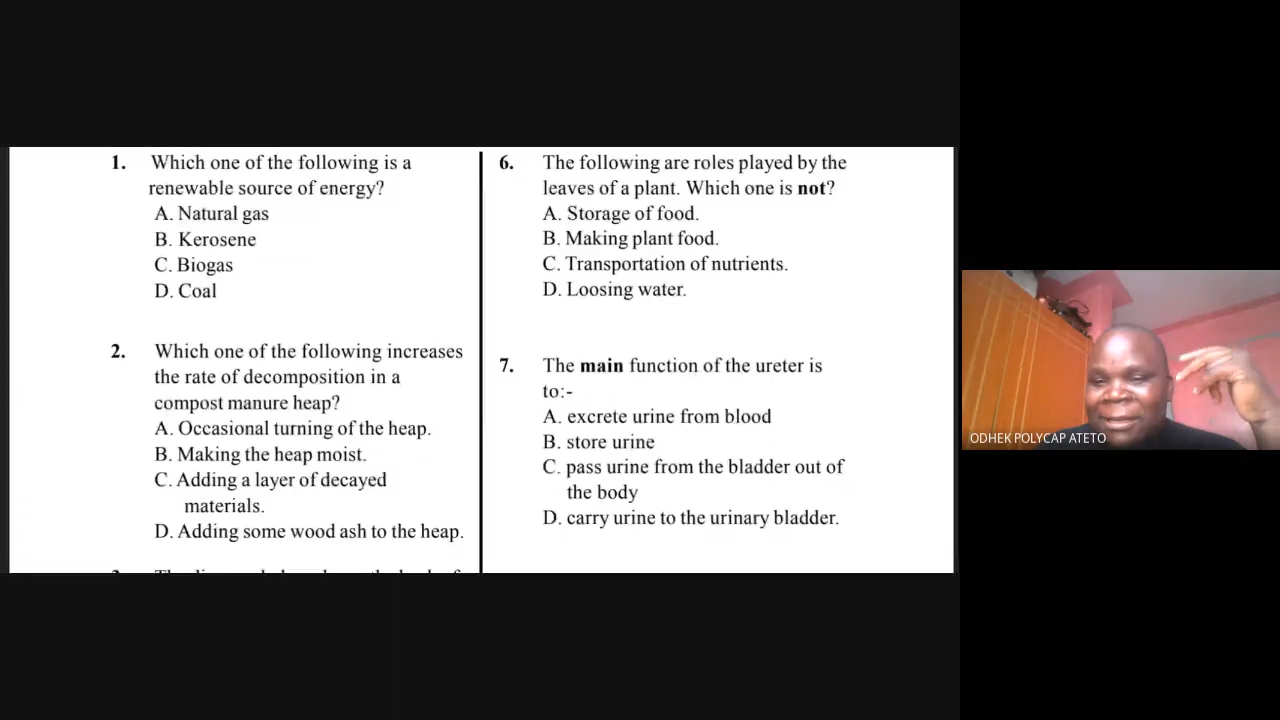 1. Which one of the following is a
renewable source of energy?
A. Natural gas
B. Kerosene
C. Biogas
D. Coal
2. Which one of the following increases
the rate of decomposition in a
compost manure heap?
A. Occasional turning of the heap.
B. Making the heap moist.
C. Adding a layer of decayed
materials.
D. Adding some wood ash to the heap.
6. The following are roles played by the
leaves of a plant. Which one is not?
A. Storage of food.
B. Making plant food.
C. Transportation of nutrients.
D. Loosing water.
7. The main function of the ureter is
to:-
A. excrete urine from blood
B. store urine
C. pass urine from the bladder out of
the body
D. carry urine to the urinary bladder.
ODHEK POLYCAP ATETO